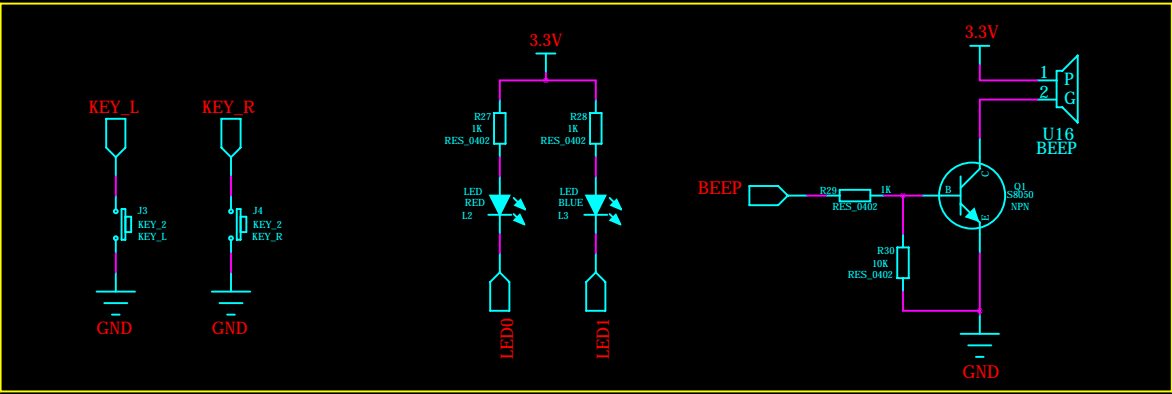 KEY_L
KEY_R
J3
KEY_2
KEY_L
J4
KEY_2
KEY_R
GND
GND
3.3V
R27
1K
RES_0402
R28
1K
RES_0402
LED
RED
L2
LED
BLUE
L3
LED0
LED1
3.3V
1
P
2
G
U16
BEEP
BEEP
R29
1K
RES_0402
B
C
E
Q1
S8050
NPN
R30
10K
RES_0402
GND